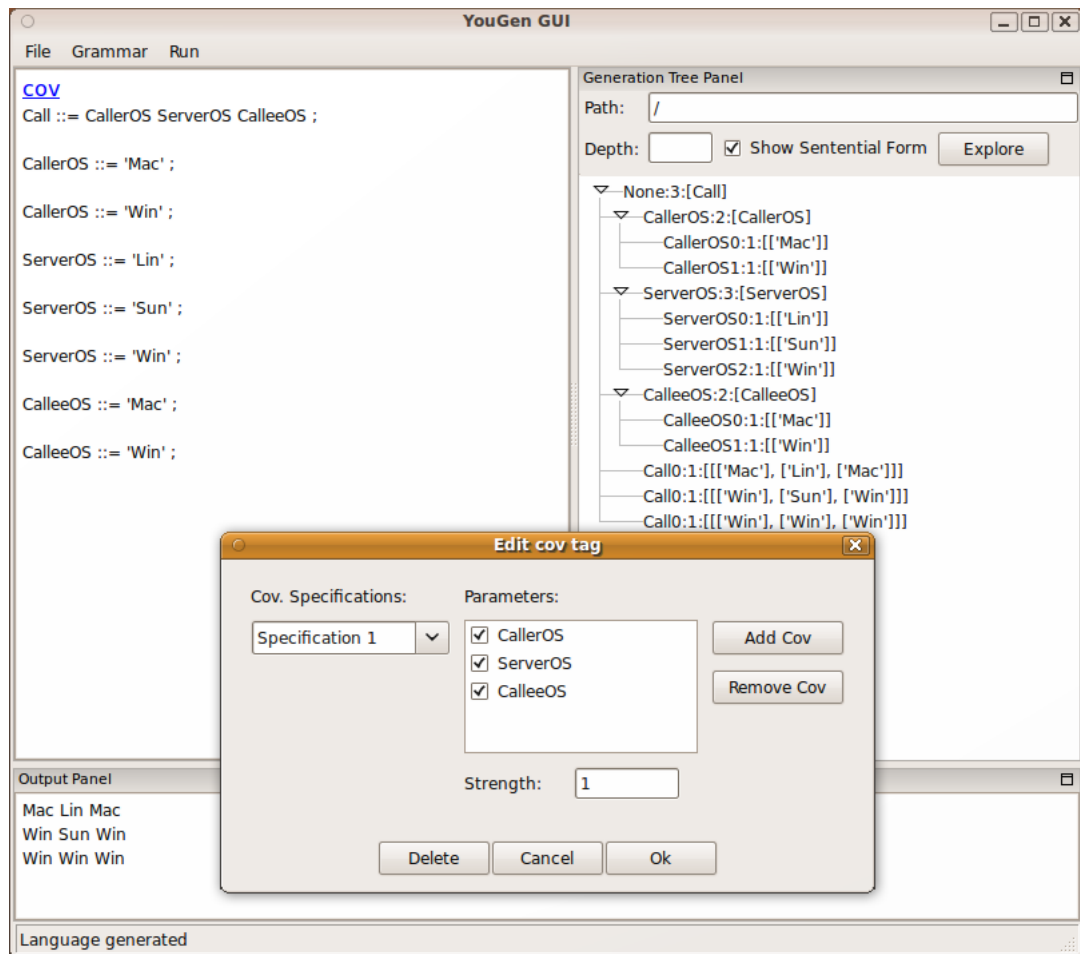 YouGen GUI
File Grammar Run
cov
Call ::= CallerOS ServerOS CalleeOS ;
CallerOS ::= 'Mac' ;
CallerOS ::= 'Win' ;
ServerOS ::= 'Lin' ;
ServerOS ::= 'Sun' ;
ServerOS ::= 'Win' ;
CalleeOS ::= 'Mac' ;
CalleeOS ::= 'Win' ;
Generation Tree Panel
Path: /
Depth: Show Sentential Form Explore
None:3:[Call]
CallerOS:2:[CallerOS]
CallerOS0:1:[['Mac']]
CallerOS1:1:[['Win']]
ServerOS:3:[ServerOS]
ServerOS0:1:[['Lin']]
ServerOS1:1:[['Sun']]
ServerOS2:1:[['Win']]
CalleeOS:2:[CalleeOS]
CalleeOS0:1:[['Mac']]
CalleeOS1:1:[['Win']]
Call0:1:[[['Mac'], ['Lin'], ['Mac']]]
Call0:1:[[['Win'], ['Sun'], ['Win']]]
Call0:1:[[['Win'], ['Win'], ['Win']]]
Edit cov tag
Cov. Specifications: Parameters:
Specification 1
CallerOS
ServerOS
CalleeOS
Add Cov
Remove Cov
Strength: 1
Delete Cancel Ok
Output Panel
Mac Lin Mac
Win Sun Win
Win Win Win
Language generated